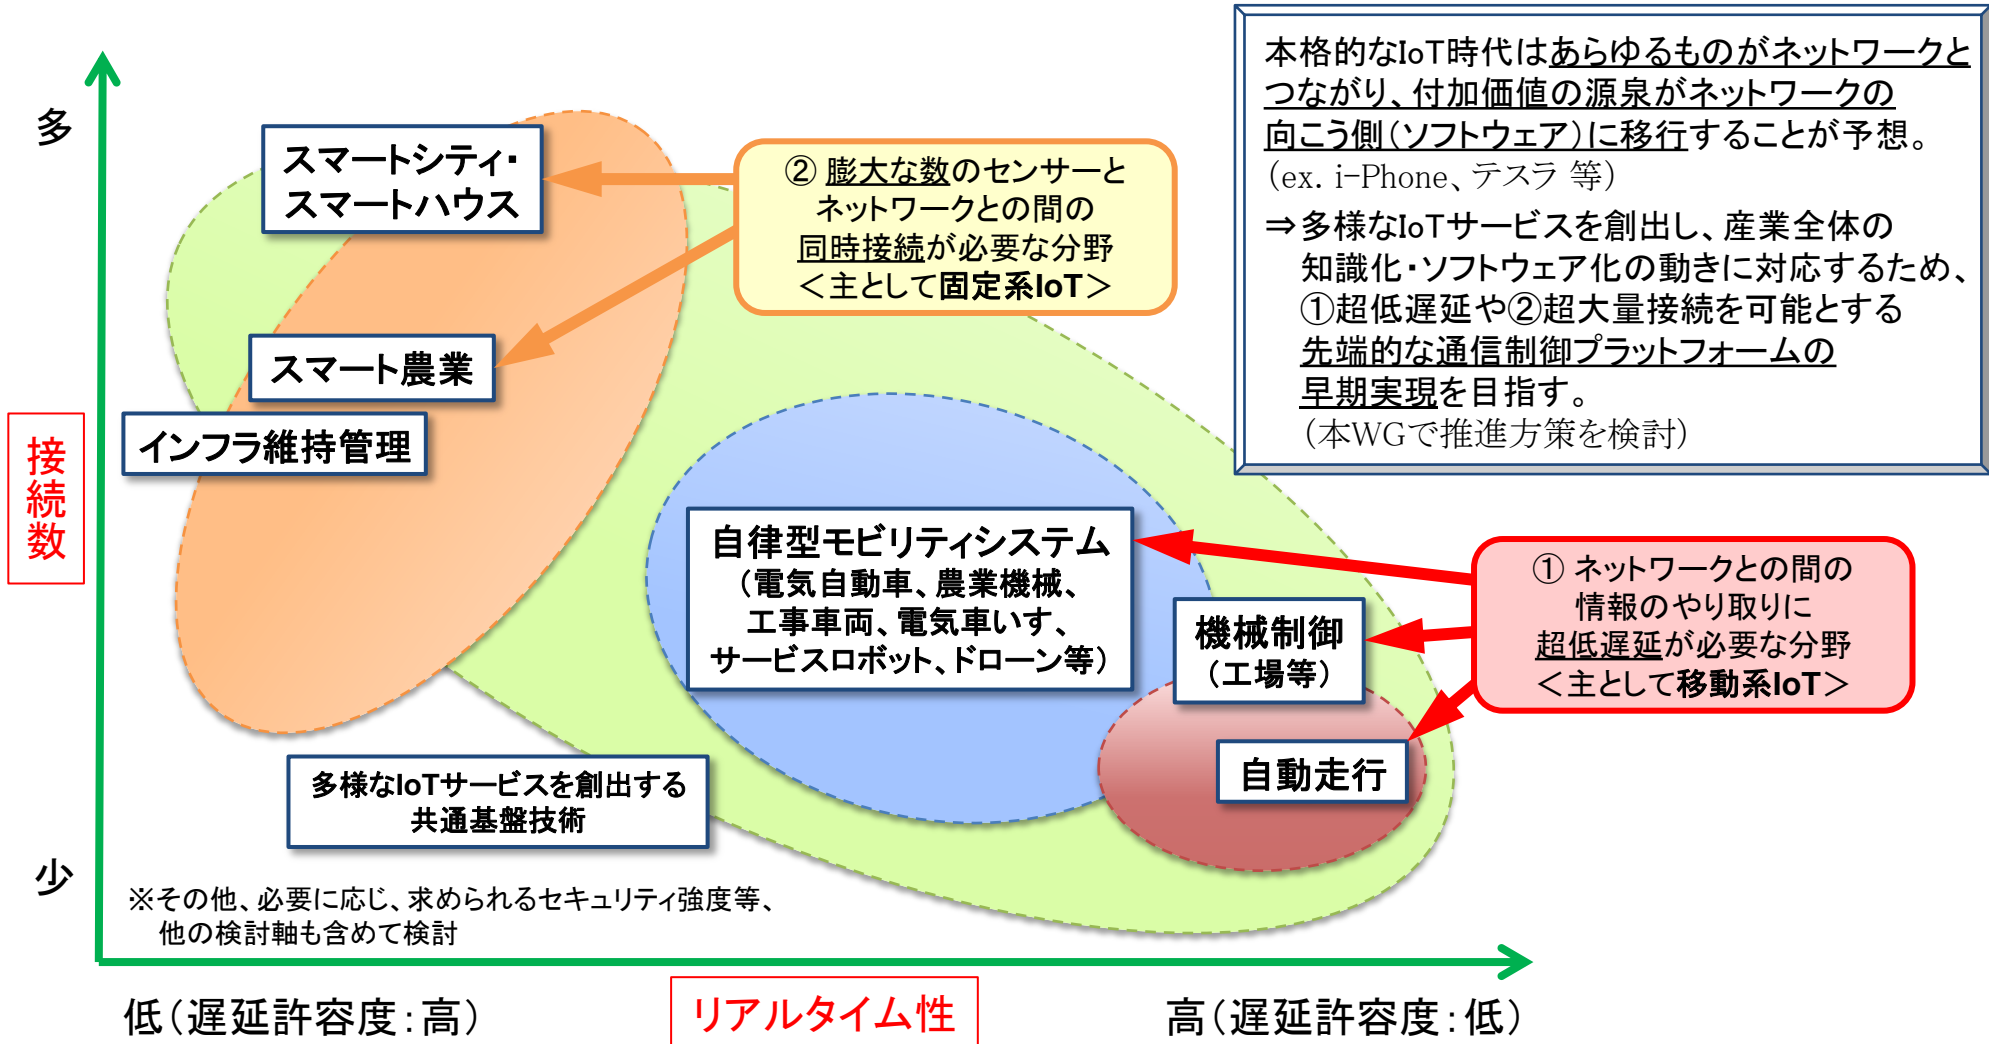 本格的なIoT時代はあらゆるものがネットワークと
つながり、付加価値の源泉がネットワークの
向こう側（ソフトウェア）に移行することが予想。
（ex. i-Phone、テスラ 等）
⇒多様なIoTサービスを創出し、産業全体の
知識化・ソフトウェア化の動きに対応するため、
①超低遅延や②超大量接続を可能とする
先端的な通信制御プラットフォームの
早期実現を目指す。
（本WGで推進方策を検討）
多
スマートシティ・
スマートハウス
② 膨大な数のセンサーと
ネットワークとの間の
同時接続が必要な分野
＜主として固定系IoT＞
スマート農業
インフラ維持管理
接続数
自律型モビリティシステム
（電気自動車、農業機械、
工事車両、電気車いす、
サービスロボット、ドローン等）
機械制御
（工場等）
① ネットワークとの間の
情報のやり取りに
超低遅延が必要な分野
＜主として移動系IoT＞
自動走行
多様なIoTサービスを創出する
共通基盤技術
少
※その他、必要に応じ、求められるセキュリティ強度等、
他の検討軸も含めて検討
低（遅延許容度：高）
リアルタイム性
高（遅延許容度：低）